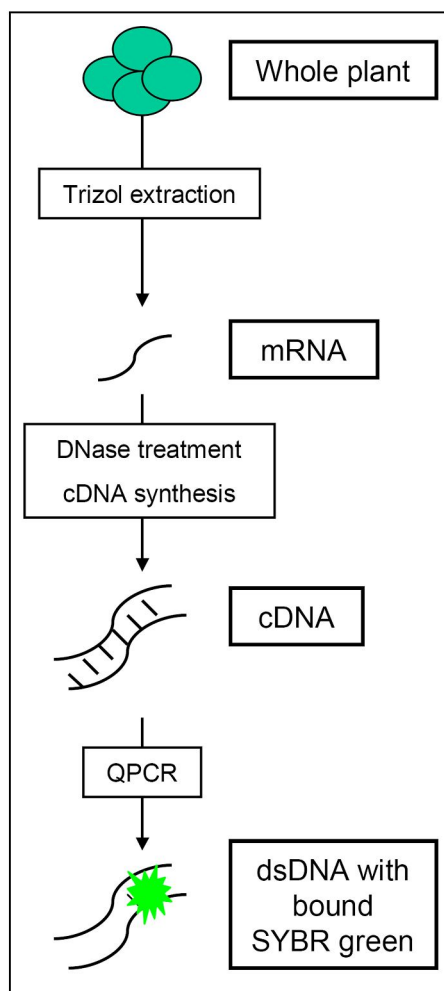 Whole plant
Trizol extraction
mRNA
DNase treatment
cDNA synthesis
cDNA
QPCR
dsDNA with
bound
SYBR green